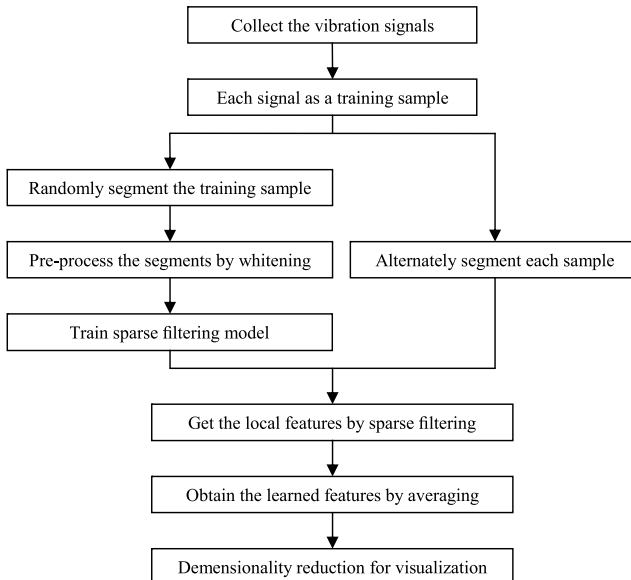 Collect the vibration signals
Each signal as a training sample
Randomly segment the training sample
Pre-process the segments by whitening
Alternately segment each sample
Train sparse filtering model
Get the local features by sparse filtering
Obtain the learned features by averaging
Demensionality reduction for visualization